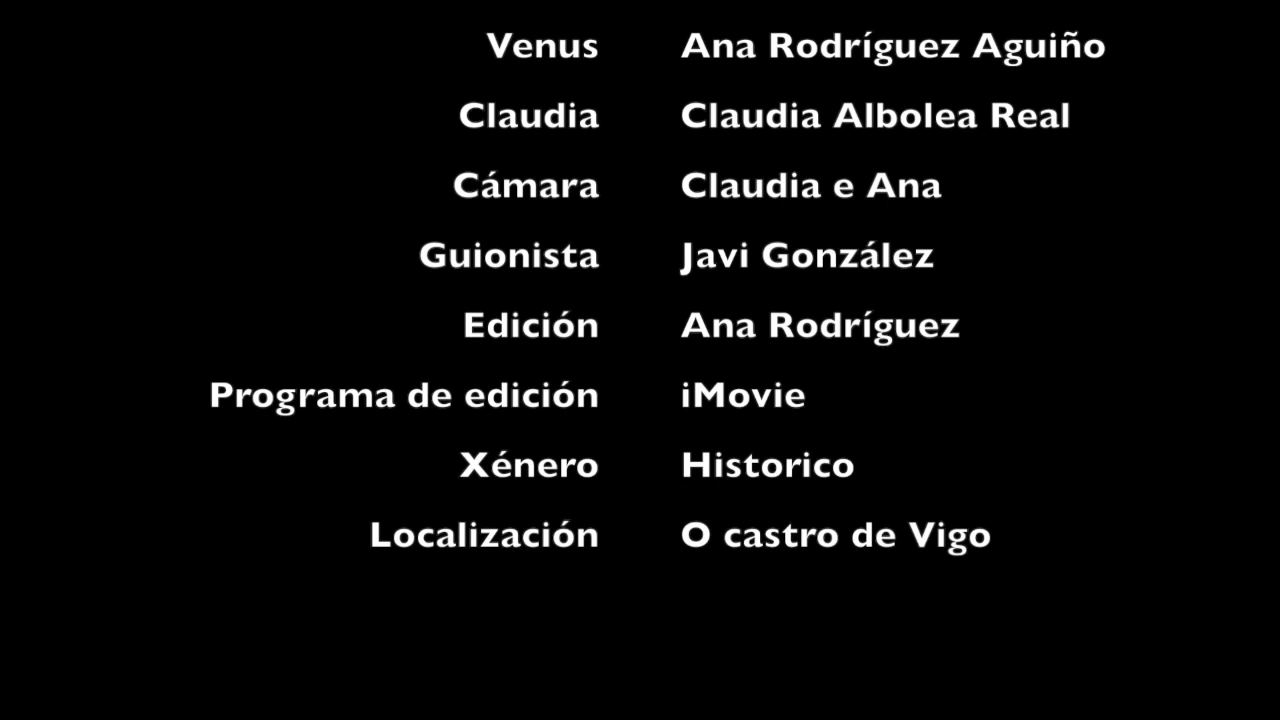 Venus Ana Rodríguez Aguiño
Claudia Claudia Albolea Real
Cámara Claudia e Ana
Guionista Javi González
Edición Ana Rodríguez
Programa de edición iMovie
Xénero Historico
Localización O castro de Vigo